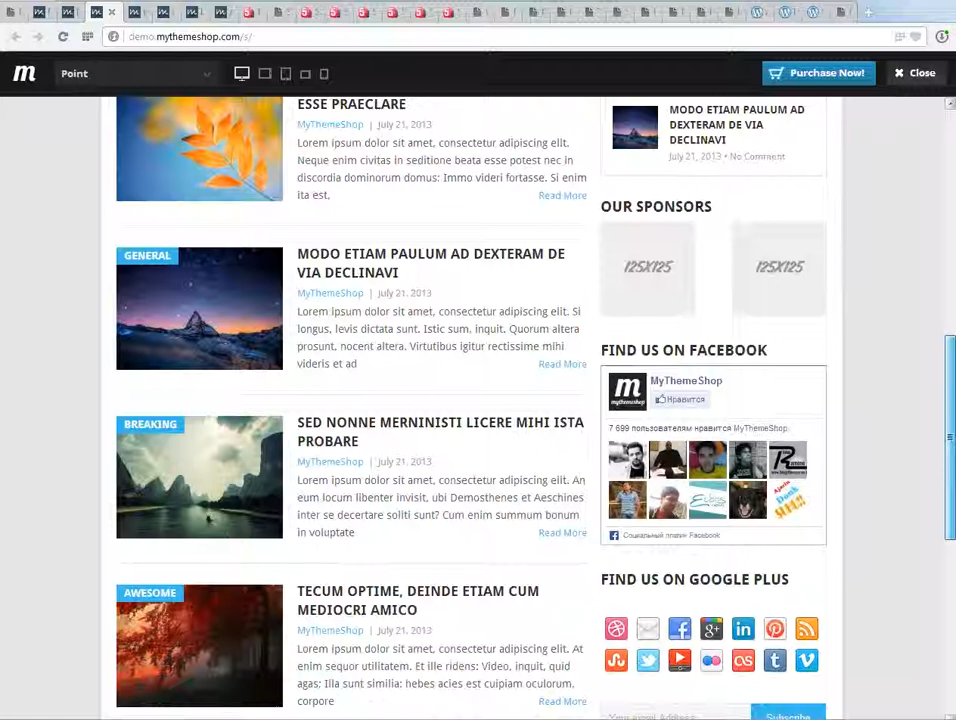 demo.mythemeshop.com/s/
m
Point
Purchase Now!
Close
ESSE PRAECLARE
MyThemeShop | July 21, 2013
Lorem ipsum dolor sit amet, consectetur adipiscing elit.
Neque enim civitas in seditione beata esse potest nec in
discordia dominorum domus: Immo videri fortasse. Si enim
ita est,
Read More
GENERAL
MODO ETIAM PAULUM AD DEXTERAM DE
VIA DECLINAVI
MyThemeShop | July 21, 2013
Lorem ipsum dolor sit amet, consectetur adipiscing elit. Si
longus, levis dictata sunt. Istic sum, inquit. Quorum altera
prosunt, nocent altera. Virtutibus igitur rectissime mihi
videris et ad
Read More
BREAKING
SED NONNE MERNINISTI LICERE MIHI ISTA
PROBARE
MyThemeShop | July 21, 2013
Lorem ipsum dolor sit amet, consectetur adipiscing elit. An
eum locum libenter invisit, ubi Demosthenes et Aeschines
inter se decertare soliti sunt? Cum enim summum bonum
in voluptate
Read More
AWESOME
TECUM OPTIME, DEINDE ETIAM CUM
MEDIOCRI AMICO
MyThemeShop | July 21, 2013
Lorem ipsum dolor sit amet, consectetur adipiscing elit. At
enim sequor utilitatem. Et ille ridens: Video, inquit, quid
agas; Illa sunt similia: hebes acies est cuipiam oculorum,
corpore
Read More
MODO ETIAM PAULUM AD
DEXTERAM DE VIA
DECLINAVI
July 21, 2013 • No Comment
OUR SPONSORS
125X125
125X125
FIND US ON FACEBOOK
m
mythemeshop
MyThemeShop
Нравится
7 699 пользователям нравится MyThemeShop.
Социальный плагин Facebook
FIND US ON GOOGLE PLUS
Your email Address:
Subscribe